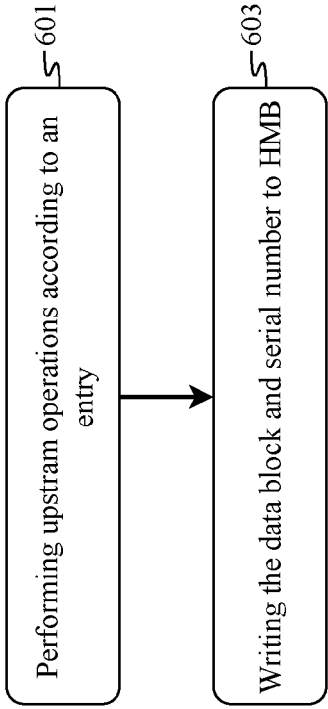 Performing upstram operations according to an
entry
601
Writing the data block and serial number to HMB
603